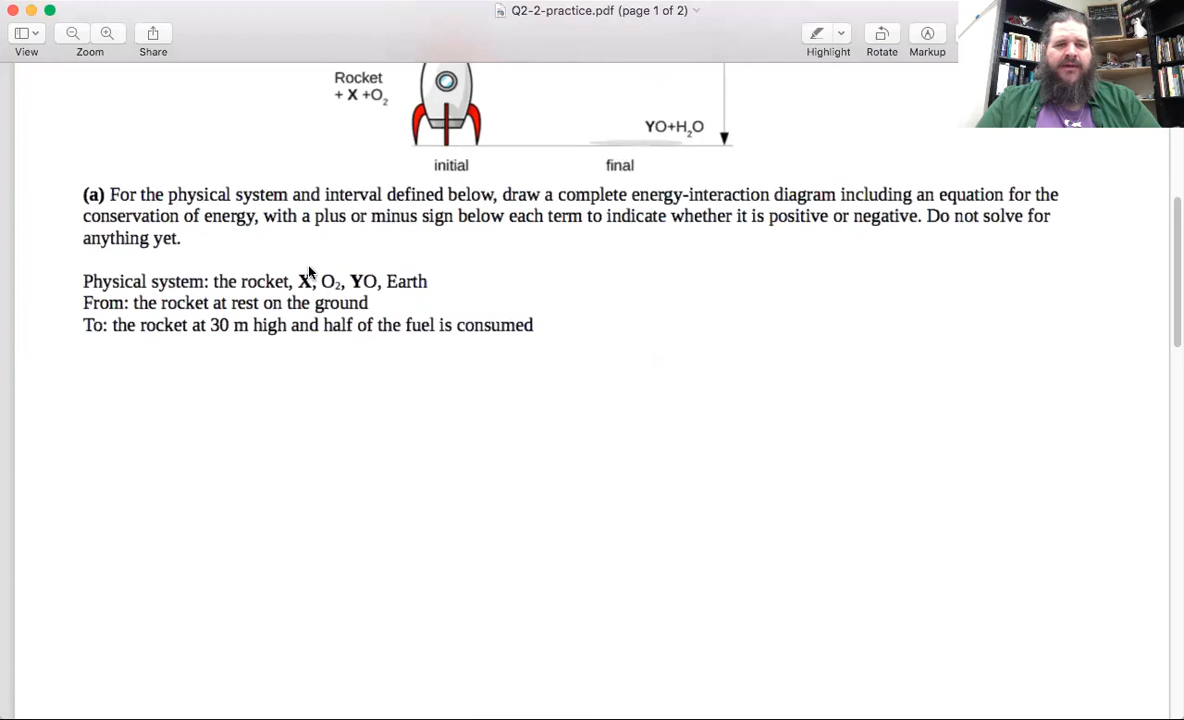 Q2-2-practice.pdf (page 1 of 2)
View
Zoom
Share
Highlight
Rotate
Markup
Rocket
+ X +O₂
YO+H₂O
initial
final
(a) For the physical system and interval defined below, draw a complete energy-interaction diagram including an equation for the
conservation of energy, with a plus or minus sign below each term to indicate whether it is positive or negative. Do not solve for
anything yet.
Physical system: the rocket, X, O₂, YO, Earth
From: the rocket at rest on the ground
To: the rocket at 30 m high and half of the fuel is consumed